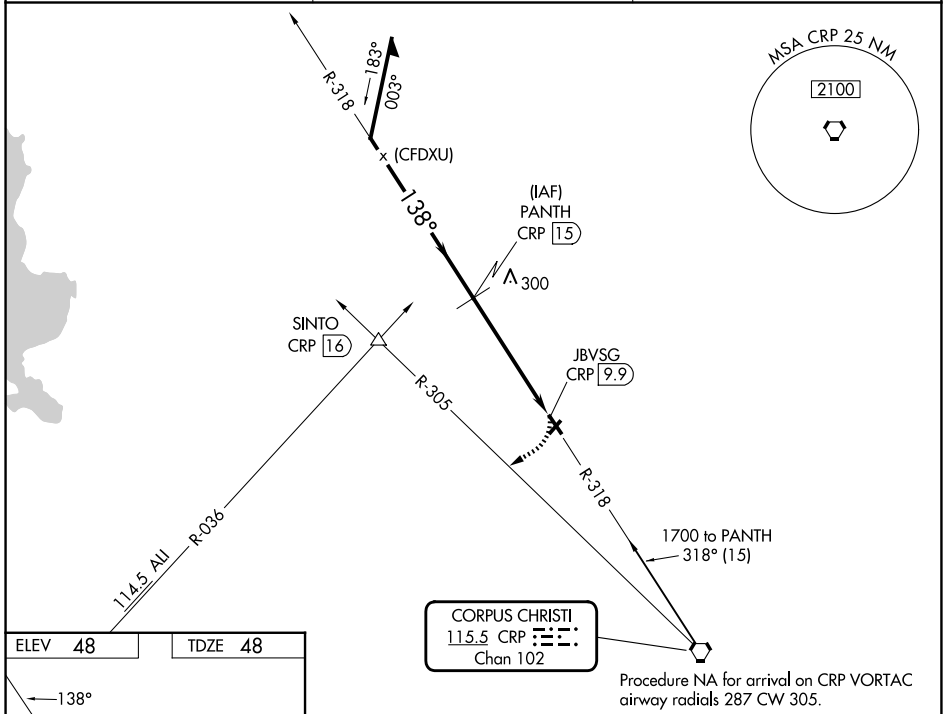 MSA CRP 25 NM
2100
R-318
183°
003°
(CFDXU)
138°
(IAF)
PANTH
CRP 15
300
SINTO
CRP 16
JBVSG
CRP 9.9
R-305
R-318
R-036
114.5 ALI
1700 to PANTH
318° (15)
CORPUS CHRISTI
115.5 CRP
Chan 102
Procedure NA for arrival on CRP VORTAC
airway radials 287 CW 305.
ELEV 48
TDZE 48
138°